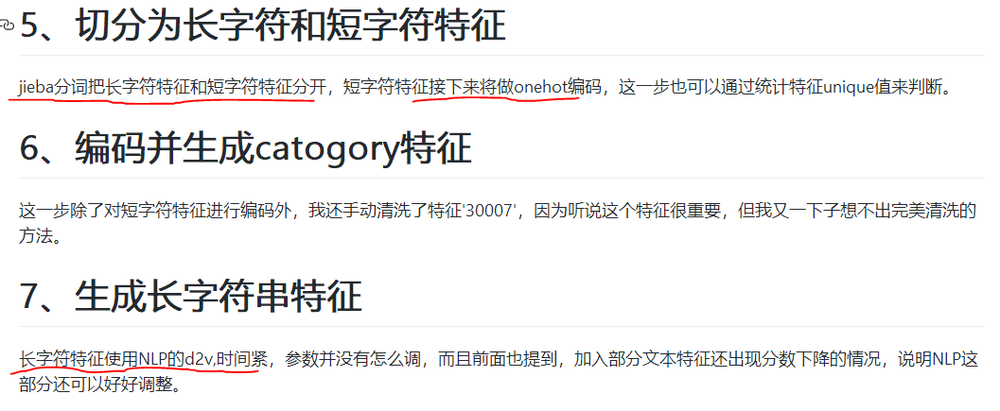 5、切分为长字符和短字符特征
jieba分词把长字符特征和短字符特征分开，短字符特征接下来将做onehot编码，这一步也可以通过统计特征unique值来判断。
6、编码并生成catogory特征
这一步除了对短字符特征进行编码外，我还手动清洗了特征'30007'，因为听说这个特征很重要，但我又一下子想不出完美清洗的
方法。
7、生成长字符串特征
长字符特征使用NLP的d2v,时间紧，参数并没有怎么调，而且前面也提到，加入部分文本特征还出现分数下降的情况，说明NLP这
部分还可以好好调整。